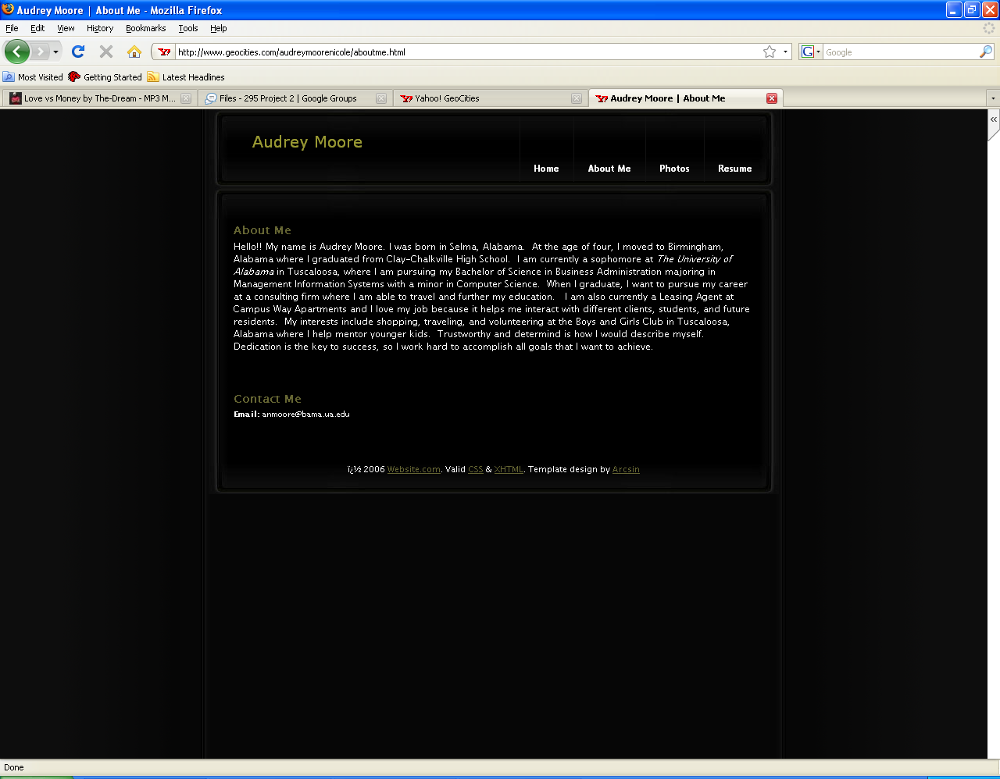 Audrey Moore | About Me - Mozilla Firefox
File Edit View History Bookmarks Tools Help
http://www.geocities.com/audreymoorenicole/aboutme.html
Google
Most Visited Getting Started Latest Headlines
Love vs Money by The-Dream - MP3 M...
Files - 295 Project 2 | Google Groups
Yahoo! GeoCities
Audrey Moore | About Me
Audrey Moore
Home About Me Photos Resume
About Me
Hello!! My name is Audrey Moore. I was born in Selma, Alabama. At the age of four, I moved to Birmingham,
Alabama where I graduated from Clay-Chalkville High School. I am currently a sophomore at The University of
Alabama in Tuscaloosa, where I am pursuing my Bachelor of Science in Business Administration majoring in
Management Information Systems with a minor in Computer Science. When I graduate, I want to pursue my career
at a consulting firm where I am able to travel and further my education. I am also currently a Leasing Agent at
Campus Way Apartments and I love my job because it helps me interact with different clients, students, and future
residents. My interests include shopping, traveling, and volunteering at the Boys and Girls Club in Tuscaloosa,
Alabama where I help mentor younger kids. Trustworthy and determind is how I would describe myself.
Dedication is the key to success, so I work hard to accomplish all goals that I want to achieve.
Contact Me
Email: anmoore@bama.ua.edu
ï¿½ 2006 Website.com. Valid CSS & XHTML. Template design by Arcsin
Done